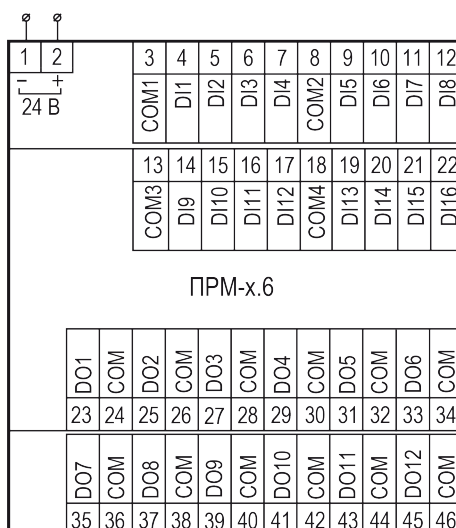 1 2 3 4 5 6 7 8 9 10 11 12
− +
24 В
COM1 DI1 DI2 DI3 DI4 COM2 DI5 DI6 DI7 DI8
13 14 15 16 17 18 19 20 21 22
COM3 DI9 DI10 DI11 DI12 COM4 DI13 DI14 DI15 DI16
ПРМ-х.6
DO1 COM DO2 COM DO3 COM DO4 COM DO5 COM DO6 COM
23 24 25 26 27 28 29 30 31 32 33 34
DO7 COM DO8 COM DO9 COM DO10 COM DO11 COM DO12 COM
35 36 37 38 39 40 41 42 43 44 45 46